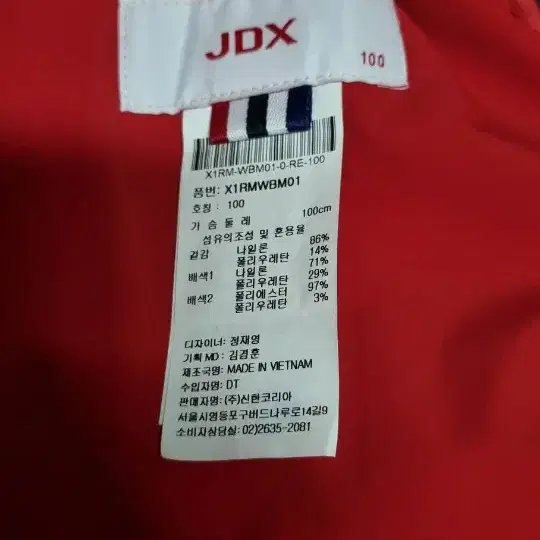 JDX
100
X1RM-WBM01-0-RE-100
품번: X1RMWBM01
호칭 : 100
가 슴 둘 레 100cm
섬유의조성 및 혼용율
겉감 나일론 86%
폴리우레탄 14%
배색1 나일론 71%
폴리우레탄 29%
배색2 폴리에스터 97%
폴리우레탄 3%
디자이너: 정재영
기획MD: 김경훈
제조국명: MADE IN VIETNAM
수입자명: DT
판매자명: (주)신한코리아
서울시영등포구버드나루로14길9
소비자상담실: 02)2635-2081